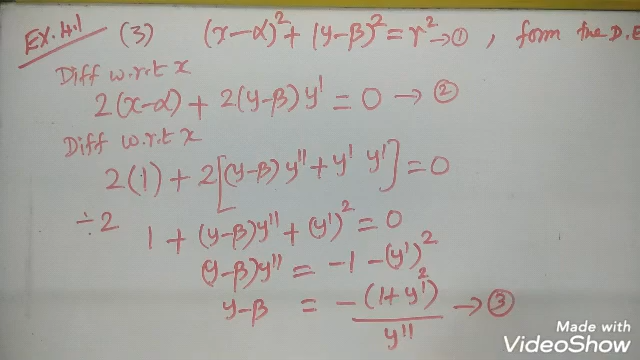 EX.4.1 (3) (x-α)²+(y-β)²=r²→①, form the D.E
Diff w.r.t x
2(x-α)+2(y-β)y'=0→②
Diff w.r.t x
2(1)+2[(y-β)y''+y' y']=0
÷2 1+(y-β)y''+(y')²=0
(y-β)y''=-1-(y')²
y-β = -(1+y'²)/y''→③
Made with
VideoShow